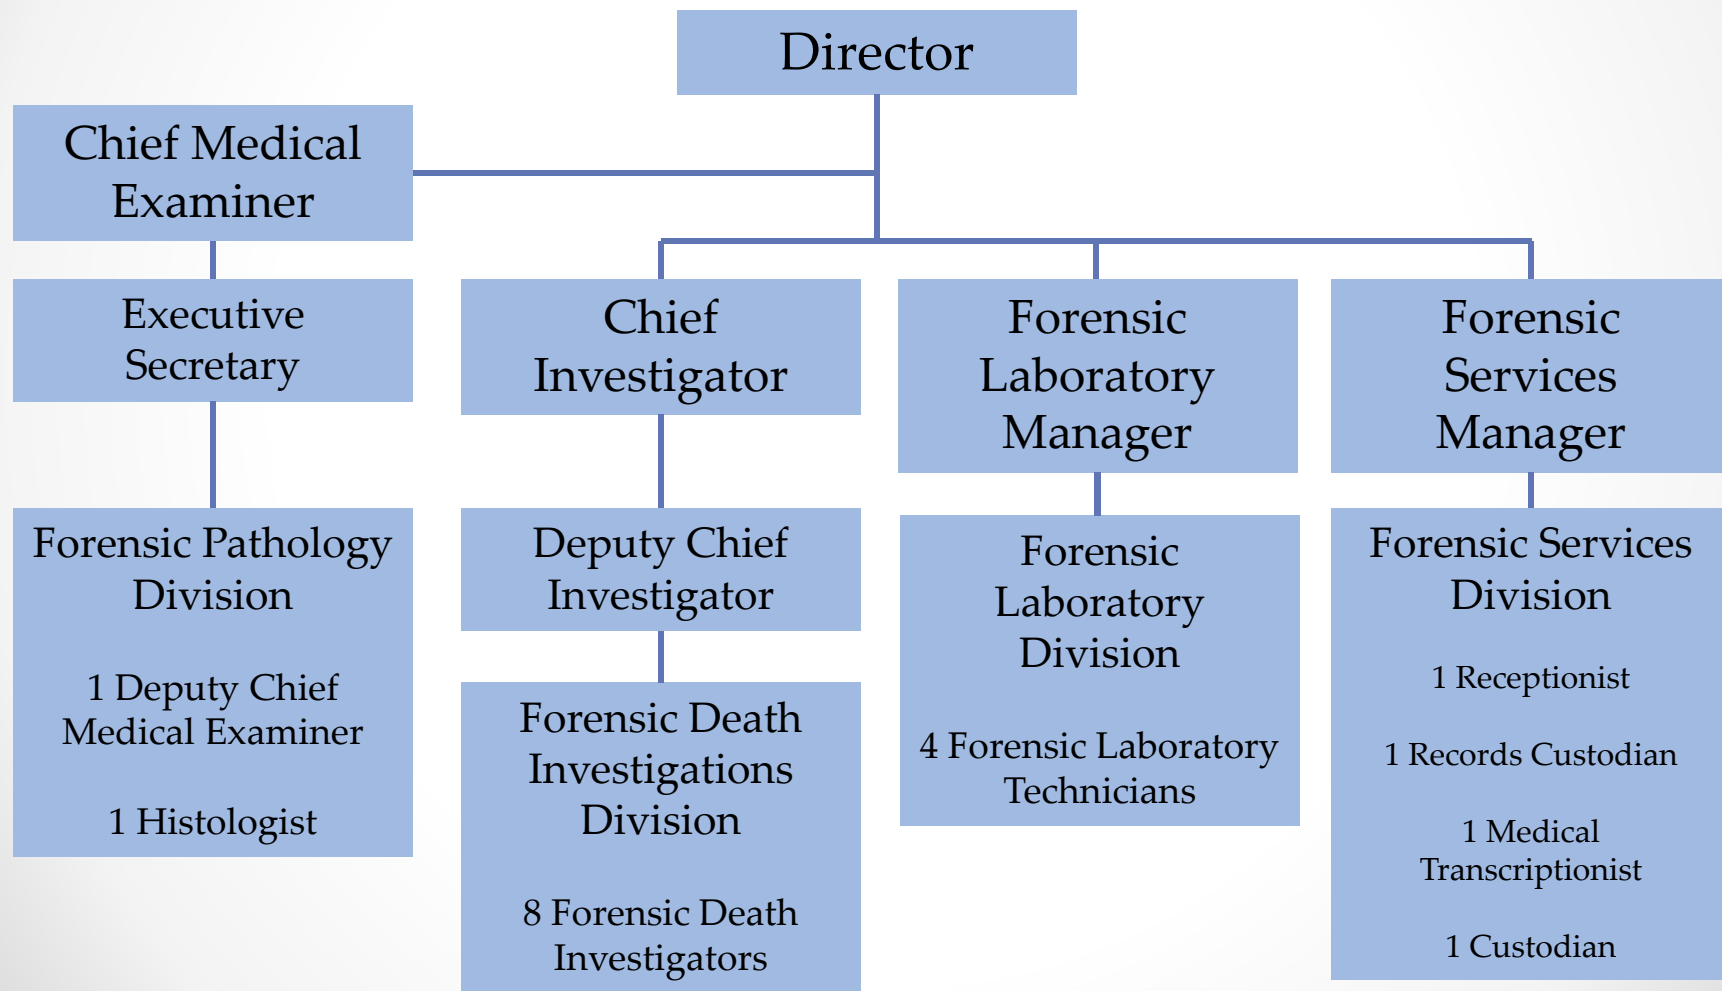 Director
Chief Medical
Examiner
Executive
Secretary
Forensic Pathology
Division
1 Deputy Chief
Medical Examiner
1 Histologist
Chief
Investigator
Deputy Chief
Investigator
Forensic Death
Investigations
Division
8 Forensic Death
Investigators
Forensic
Laboratory
Manager
Forensic
Laboratory
Division
4 Forensic Laboratory
Technicians
Forensic
Services
Manager
Forensic Services
Division
1 Receptionist
1 Records Custodian
1 Medical
Transcriptionist
1 Custodian